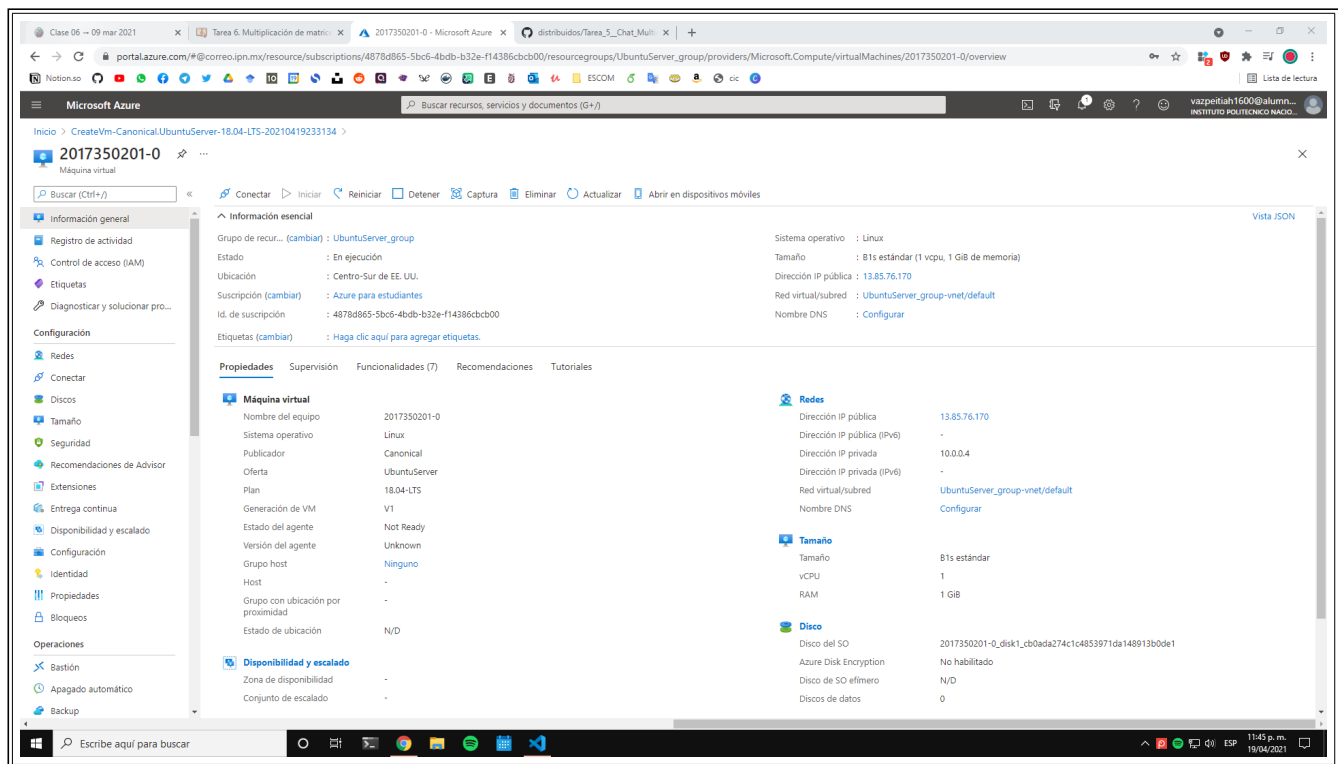 Clase 06 -- 09 mar 2021
Tarea 6. Multiplicación de matric
2017350201-0 - Microsoft Azure
distribuidos/Tarea_5._Chat_Multi
portal.azure.com/#@correo.ipn.mx/resource/subscriptions/4878d865-5bc6-4bdb-b32e-f14386cbcb00/resourcegroups/UbuntuServer_group/providers/Microsoft.Compute/virtualMachines/2017350201-0/overview
Notion.so
ESCOM
cic
Lista de lectura
Microsoft Azure
Buscar recursos, servicios y documentos (G+/)
vazpeitiah1600@alumn...
INSTITUTO POLITECNICO NACIO...
Inicio > CreateVm-Canonical.UbuntuServer-18.04-LTS-20210419233134 >
2017350201-0
Máquina virtual
Buscar (Ctrl+/)
Conectar Iniciar Reiniciar Detener Captura Eliminar Actualizar Abrir en dispositivos móviles
Información general
Registro de actividad
Control de acceso (IAM)
Etiquetas
Diagnosticar y solucionar pro...
Configuración
Redes
Conectar
Discos
Tamaño
Seguridad
Recomendaciones de Advisor
Extensiones
Entrega continua
Disponibilidad y escalado
Configuración
Identidad
Propiedades
Bloqueos
Operaciones
Bastión
Apagado automático
Backup
Información esencial
Vista JSON
Grupo de recur... (cambiar) : UbuntuServer_group
Estado : En ejecución
Ubicación : Centro-Sur de EE. UU.
Suscripción (cambiar) : Azure para estudiantes
Id. de suscripción : 4878d865-5bc6-4bdb-b32e-f14386cbcb00
Etiquetas (cambiar) : Haga clic aquí para agregar etiquetas.
Sistema operativo : Linux
Tamaño : B1s estándar (1 vcpu, 1 GiB de memoria)
Dirección IP pública : 13.85.76.170
Red virtual/subred : UbuntuServer_group-vnet/default
Nombre DNS : Configurar
Propiedades Supervisión Funcionalidades (7) Recomendaciones Tutoriales
Máquina virtual
Nombre del equipo 2017350201-0
Sistema operativo Linux
Publicador Canonical
Oferta UbuntuServer
Plan 18.04-LTS
Generación de VM V1
Estado del agente Not Ready
Versión del agente Unknown
Grupo host Ninguno
Host -
Grupo con ubicación por -
proximidad
Estado de ubicación N/D
Disponibilidad y escalado
Zona de disponibilidad -
Conjunto de escalado -
Redes
Dirección IP pública 13.85.76.170
Dirección IP pública (IPv6) -
Dirección IP privada 10.0.0.4
Dirección IP privada (IPv6) -
Red virtual/subred UbuntuServer_group-vnet/default
Nombre DNS Configurar
Tamaño
Tamaño B1s estándar
vCPU 1
RAM 1 GiB
Disco
Disco del SO 2017350201-0_disk1_cb0ada274c1c4853971da148913b0de1
Azure Disk Encryption No habilitado
Disco de SO efímero N/D
Discos de datos 0
Escribe aquí para buscar
ESP
11:45 p. m.
19/04/2021